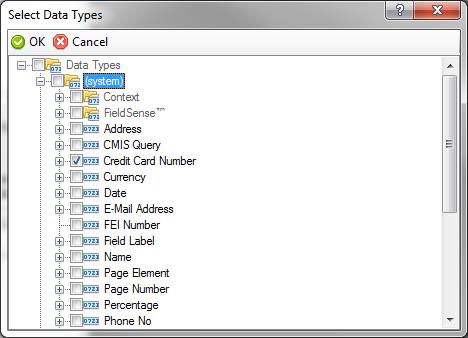 Select Data Types
OK Cancel
Data Types
(system)
Context
FieldSense™
Address
CMIS Query
Credit Card Number
Currency
Date
E-Mail Address
FEI Number
Field Label
Name
Page Element
Page Number
Percentage
Phone No